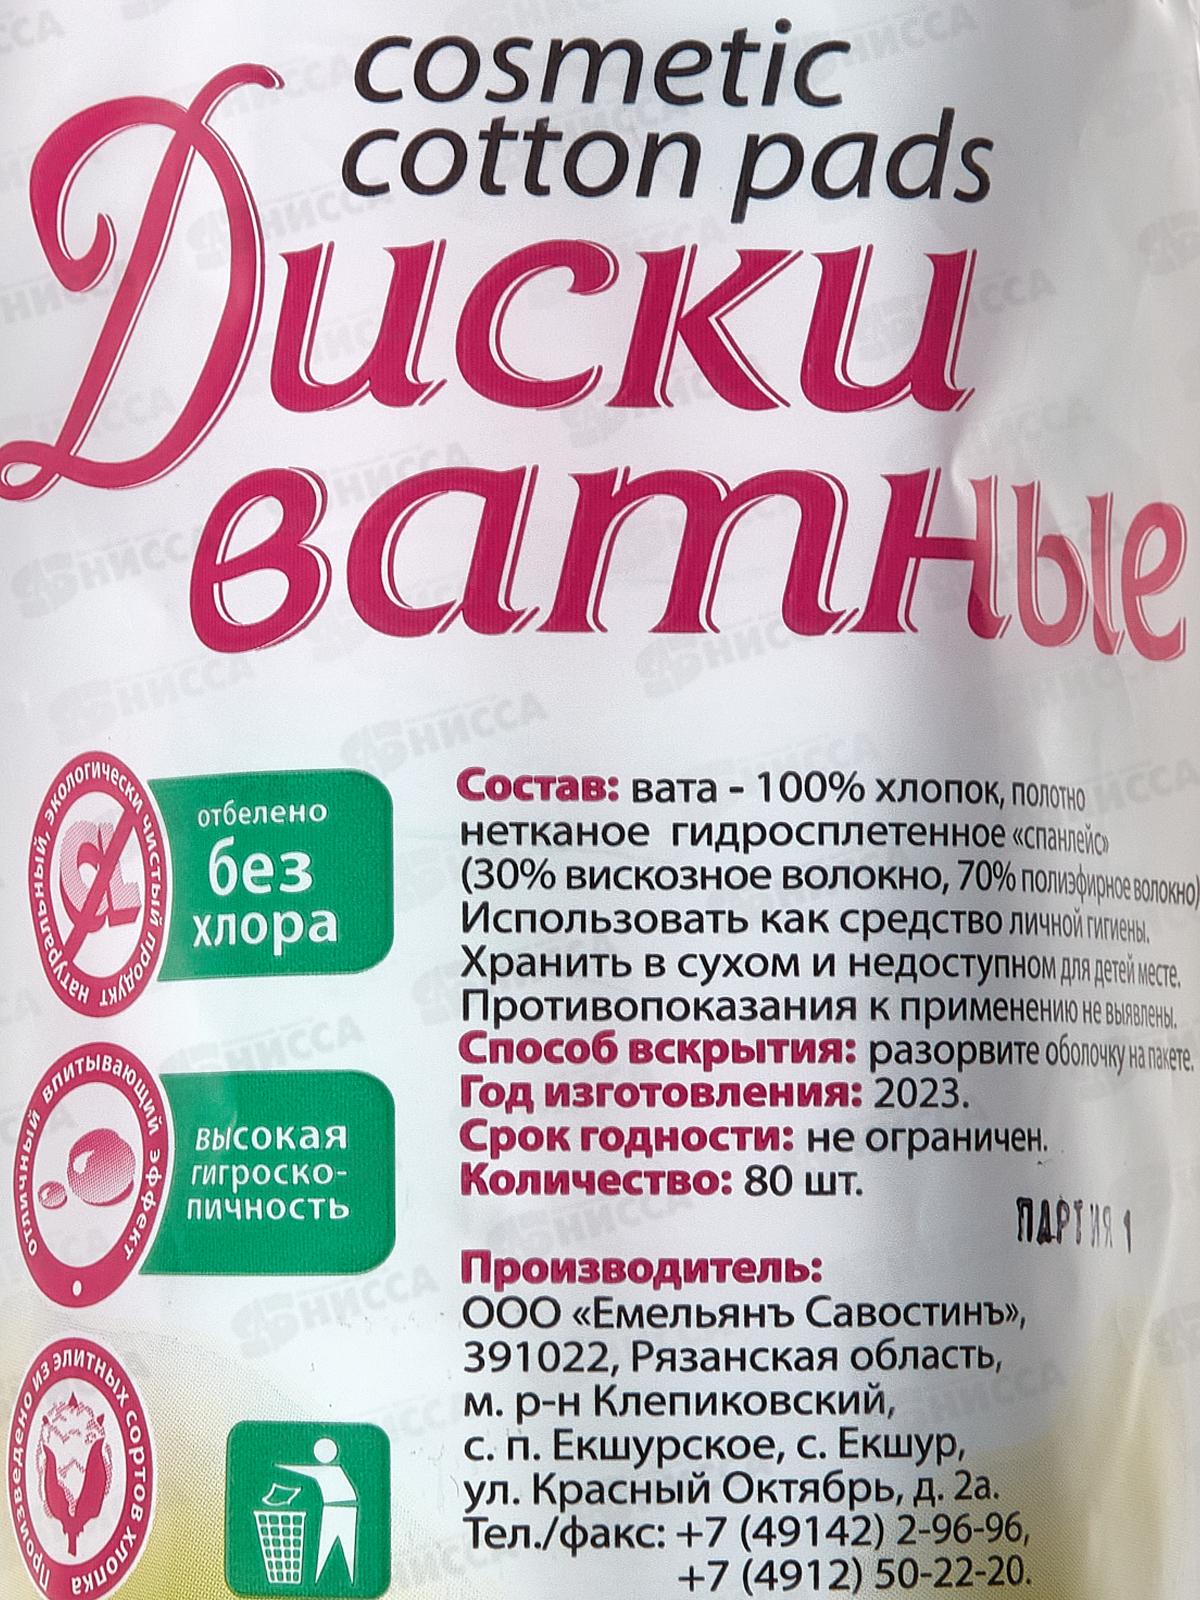 cosmetic
cotton pads
Диски
ватные
натуральный, экологически чистый продукт
отбелено
без
хлора
Состав: вата - 100% хлопок, полотно
нетканое гидросплетенное «спанлейс»
(30% вискозное волокно, 70% полиэфирное волокно)
Использовать как средство личной гигиены.
Хранить в сухом и недоступном для детей месте.
Противопоказания к применению не выявлены.
Способ вскрытия: разорвите оболочку на пакете.
Год изготовления: 2023.
Срок годности: не ограничен.
Количество: 80 шт.
ПАРТИЯ 1
отличный впитывающий эффект
высокая
гигроско-
пичность
Производитель:
ООО «Емельянъ Савостинъ»,
391022, Рязанская область,
м. р-н Клепиковский,
с. п. Екшурское, с. Екшур,
ул. Красный Октябрь, д. 2а.
Тел./факс: +7 (49142) 2-96-96,
+7 (4912) 50-22-20.
Произведено из элитных сортов хлопка
НИССА